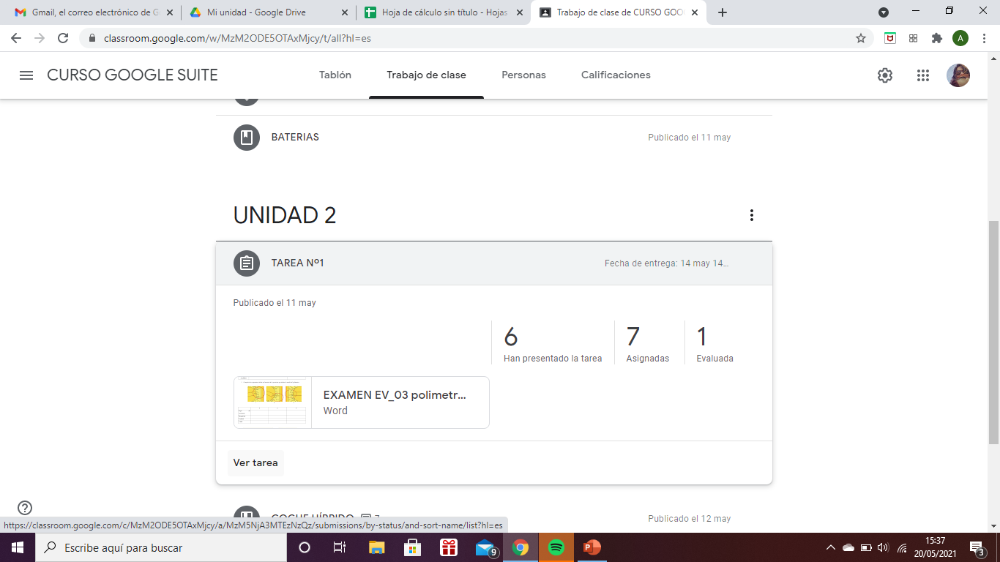 Gmail, el correo electrónico de G
Mi unidad - Google Drive
Hoja de cálculo sin título - Hojas
Trabajo de clase de CURSO GOO
classroom.google.com/w/MzM2ODE5OTAxMjcy/t/all?hl=es
A
CURSO GOOGLE SUITE
Tablón
Trabajo de clase
Personas
Calificaciones
BATERIAS
Publicado el 11 may
UNIDAD 2
TAREA Nº1
Fecha de entrega: 14 may 14...
Publicado el 11 may
6
Han presentado la tarea
7
Asignadas
1
Evaluada
EXAMEN EV_03 polimetr...
Word
Ver tarea
COCHE HÍBRIDO
7
Publicado el 12 may
https://classroom.google.com/c/MzM2ODE5OTAxMjcy/a/MzM5NjA3MTEzNzQz/submissions/by-status/and-sort-name/list?hl=es
Escribe aquí para buscar
9
P
15:37
20/05/2021
3